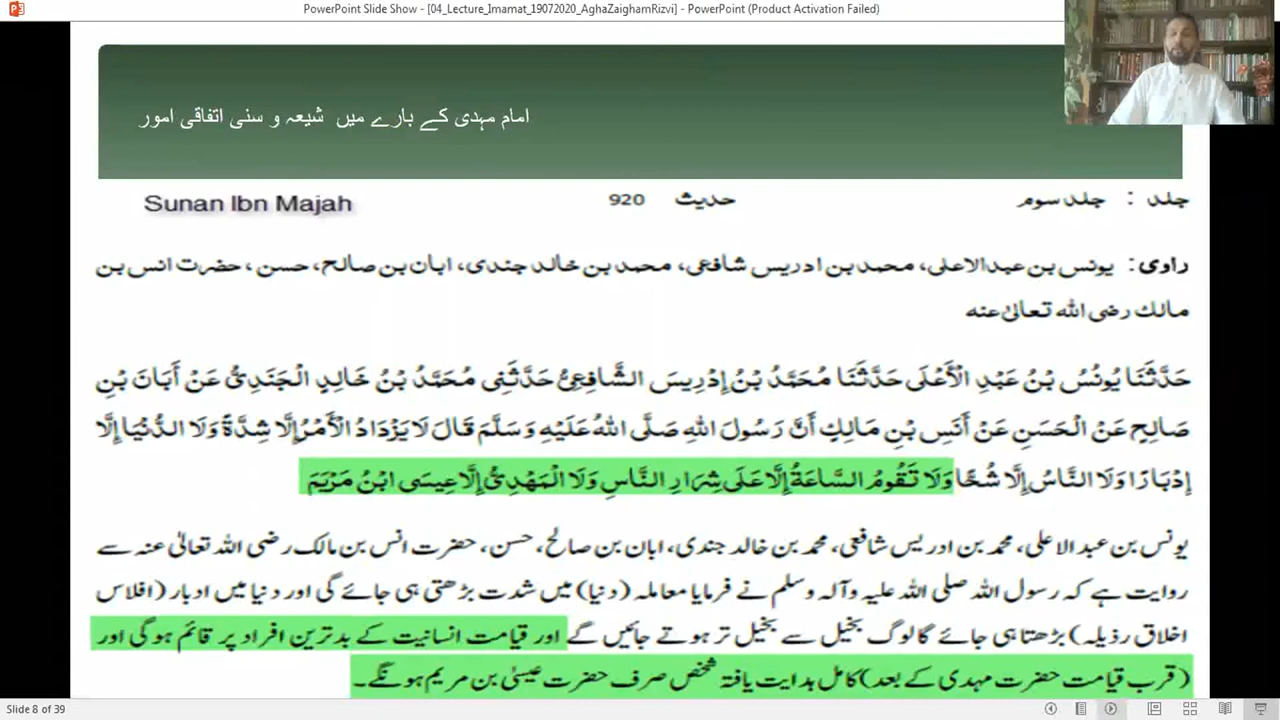 PowerPoint Slide Show - [04_Lecture_Imamat_19072020_AghaZaighamRizvi] - PowerPoint (Product Activation Failed)
امام مہدی کے بارے میں شیعہ و سنی اتفاقی امور
جلد : جلد سوم حدیث 920 Sunan Ibn Majah
راوی : یونس بن عبدالاعلی، محمد بن ادریس شافعی، محمد بن خالد جندی، ابان بن صالح، حسن ، حضرت انس بن
مالک رضی اللہ تعالیٰ عنہ
حَدَّثَنَا يُونُسُ بْنُ عَبْدِ الْأَعْلَى حَدَّثَنَا مُحَمَّدُ بْنُ إِدْرِيسَ الشَّافِعِيُّ حَدَّثَنِي مُحَمَّدُ بْنُ خَالِدٍ الْجَنَدِيُّ عَنْ أَبَانَ بْنِ
صَالِحٍ عَنْ الْحَسَنِ عَنْ أَنَسِ بْنِ مَالِكٍ أَنَّ رَسُولَ اللهِ صَلَّى اللهُ عَلَيْهِ وَسَلَّمَ قَالَ لَا يَزْدَادُ الْأَمْرُ إِلَّا شِدَّةً وَلَا الدُّنْيَا إِلَّا
إِدْبَارًا وَلَا النَّاسُ إِلَّا شُحًّا وَلَا تَقُومُ السَّاعَةُ إِلَّا عَلَى شِرَارِ النَّاسِ وَلَا الْمَهْدِيُّ إِلَّا عِيسَى ابْنُ مَرْيَمَ
یونس بن عبد الاعلی، محمد بن ادریس شافعی، محمد بن خالد جندی، ابان بن صالح، حسن، حضرت انس بن مالک رضی اللہ تعالیٰ عنہ سے
روایت ہے کہ رسول اللہ صلی اللہ علیہ وآلہ وسلم نے فرمایا معاملہ (دنیا) میں شدت بڑھتی ہی جائے گی اور دنیا میں ادبار (افلاس
اخلاق رذیلہ) بڑھتا ہی جائے گا لوگ بخیل سے بخیل تر ہوتے جائیں گے اور قیامت انسانیت کے بدترین افراد پر قائم ہوگی اور
(قرب قیامت حضرت مہدی کے بعد) کامل ہدایت یافتہ شخص صرف حضرت عیسیٰ بن مریم ہونگے۔
Slide 8 of 39